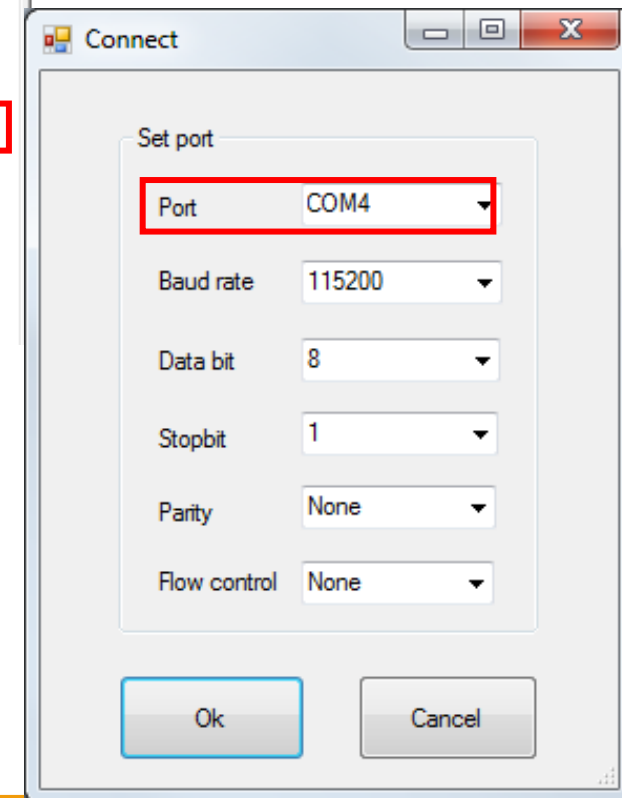 Connect
Set port
Port COM4
Baud rate 115200
Data bit 8
Stopbit 1
Parity None
Flow control None
Ok Cancel